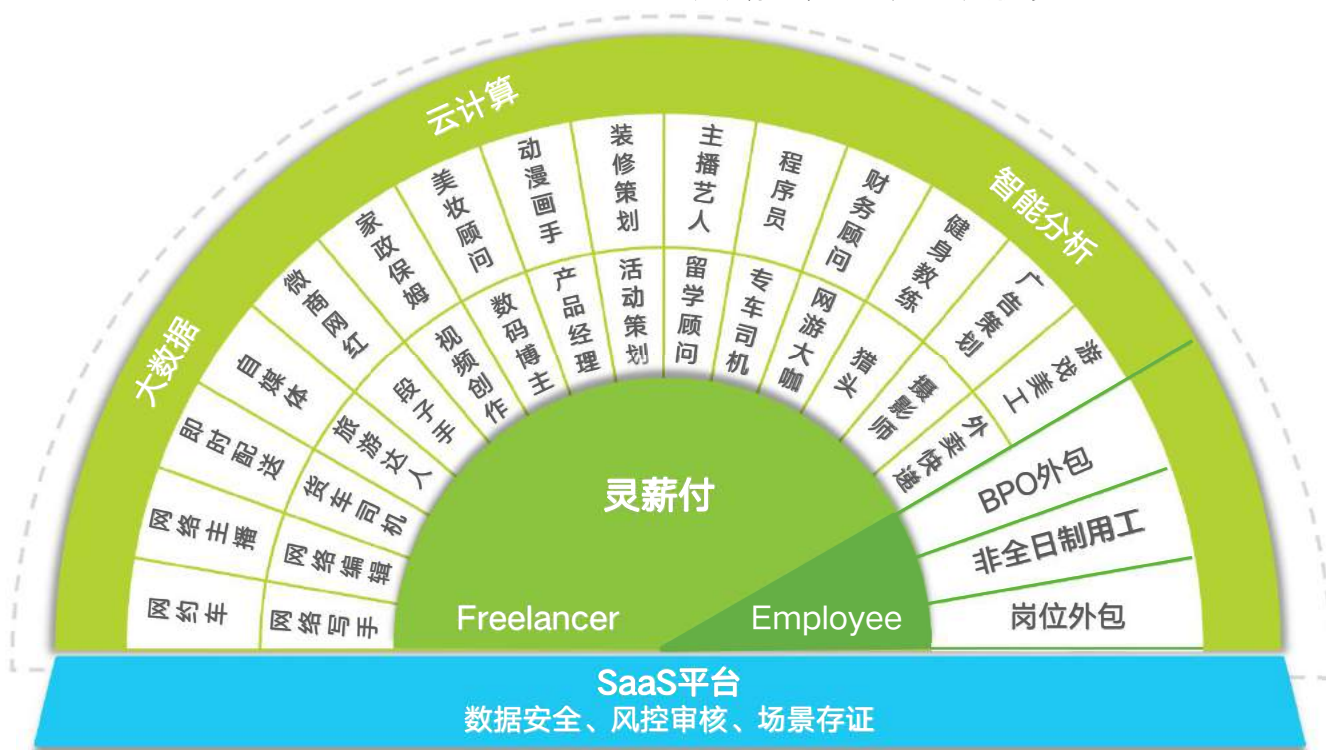 大数据
云计算
智能分析
网约车
网络主播
即时配送
自媒体
微商网红
家政保姆
美妆顾问
动漫画手
装修策划
主播艺人
程序员
财务顾问
健身教练
广告策划
游戏美工
网络写手
网络编辑
货车司机
旅游达人
段子手
视频创作
数码博主
产品经理
活动策划
留学顾问
专车司机
网游大咖
猎头
摄影师
外卖快递
BPO外包
非全日制用工
岗位外包
灵薪付
Freelancer
Employee
SaaS平台
数据安全、风控审核、场景存证